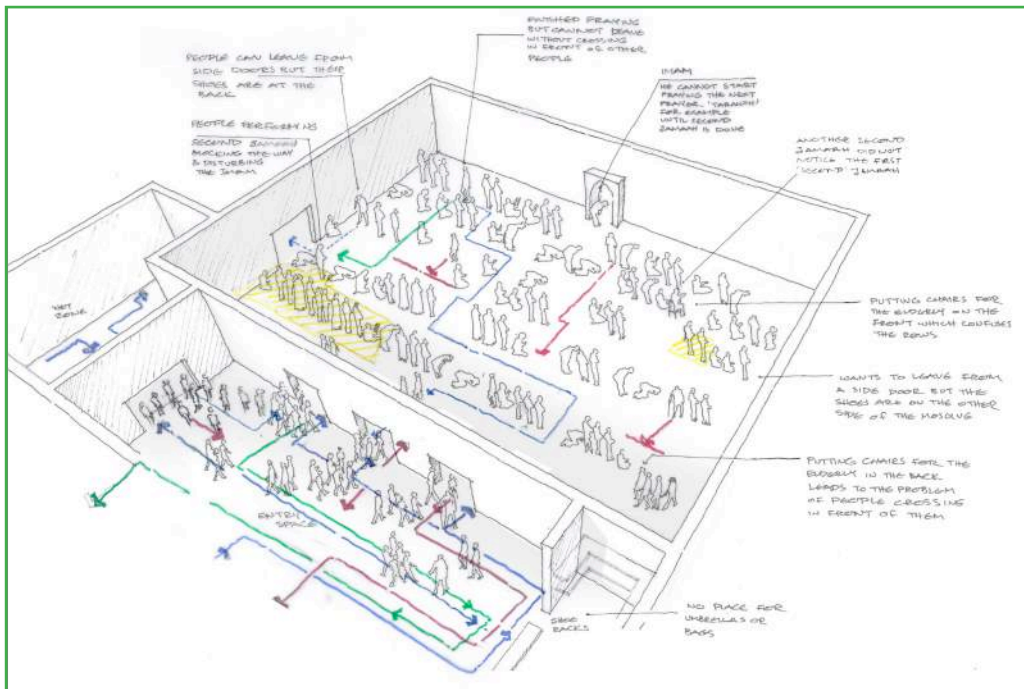 FINISHED PRAYING
BUT CANNOT LEAVE
WITHOUT CROSSING
IN FRONT OF OTHER
PEOPLE
PEOPLE CAN LEAVE FROM
SIDE DOORS BUT THEIR
SHOES ARE AT THE
BACK
PEOPLE PERFORMING
SECOND JAMAAH
BLOCKING THE WAY
& DISTURBING
THE IMAM
IMAM
HE CANNOT START
PRAYING THE NEXT
PRAYER
FOR EXAMPLE
UNTIL SECOND
JAMAAH IS DONE
ANOTHER SECOND
JAMAAH DID NOT
NOTICE THE FIRST
JAMAAH
PUTTING CHAIRS FOR
THE ELDERLY ON THE
FRONT WHICH CONFUSES
THE ROWS
WANTS TO LEAVE FROM
A SIDE DOOR BUT THE
SHOES ARE ON THE OTHER
SIDE OF THE MOSQUE
PUTTING CHAIRS FOR THE
ELDERLY IN THE BACK
LEADS TO THE PROBLEM
OF PEOPLE CROSSING
IN FRONT OF THEM
WET
ZONE
ENTRY
SPACE
SHOE
RACKS
NO PLACE FOR
UMBRELLAS OR
BAGS